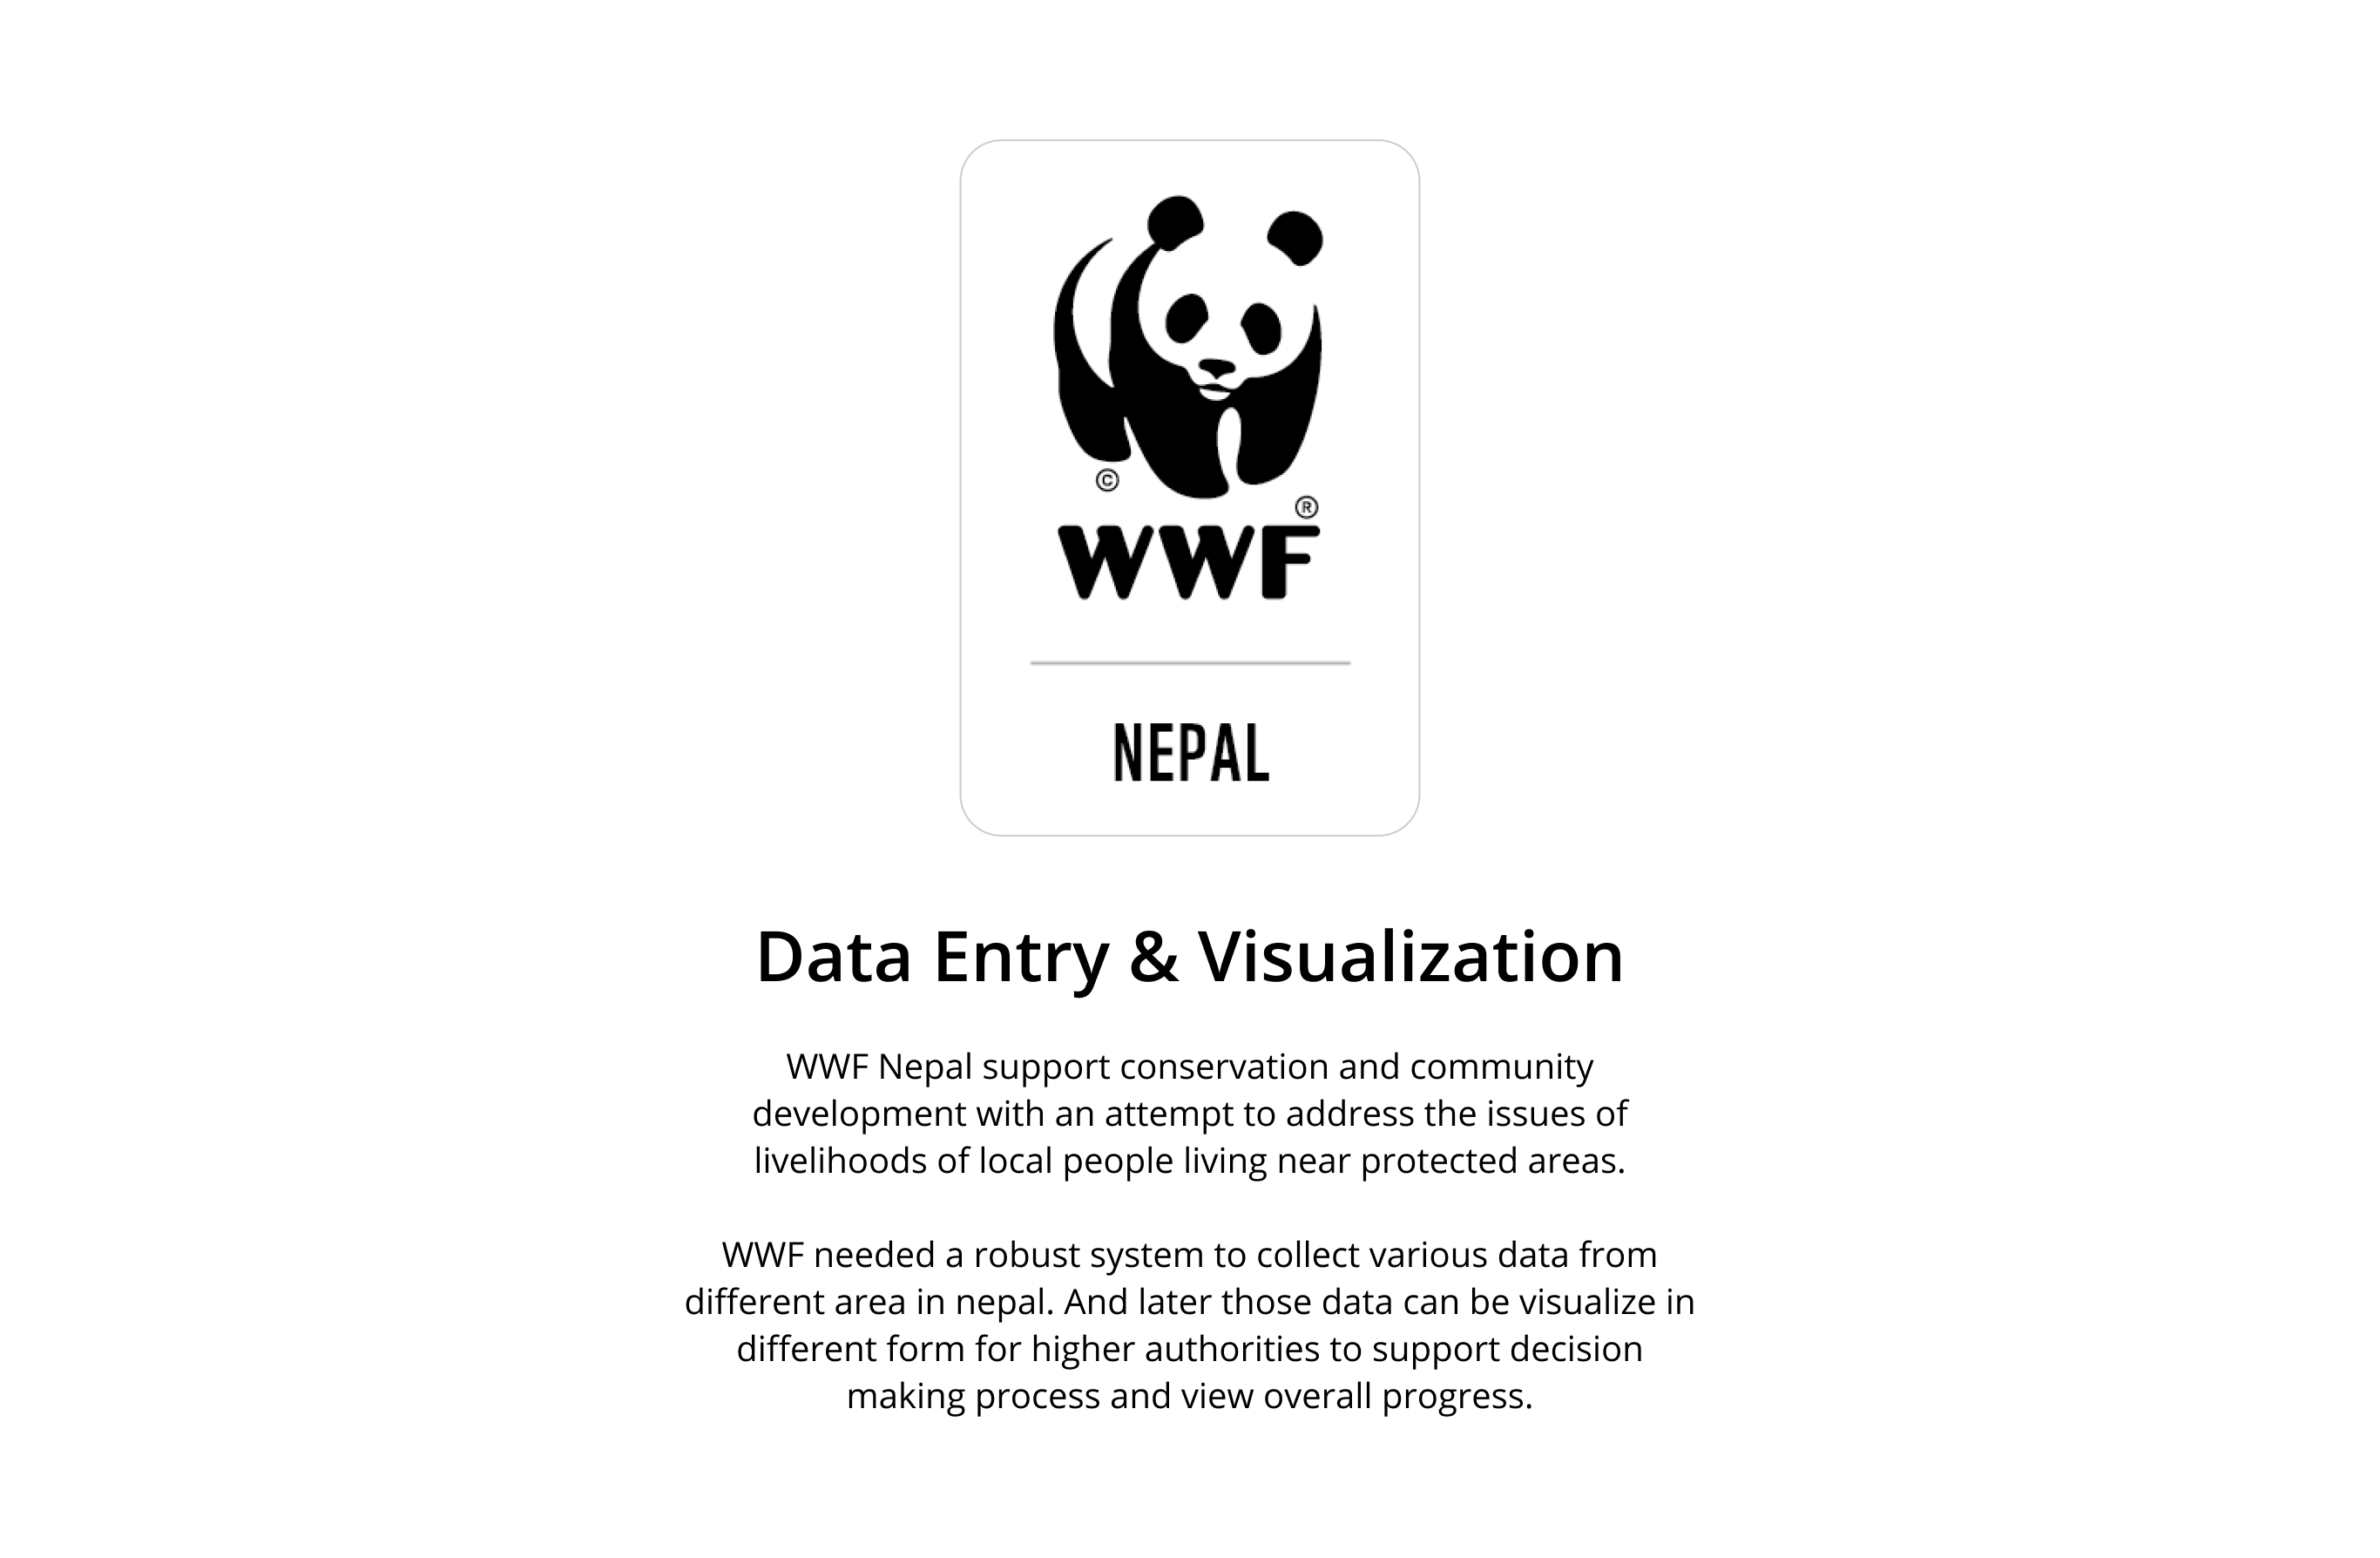 ©
®
WWF
NEPAL
Data Entry & Visualization
WWF Nepal support conservation and community
development with an attempt to address the issues of
livelihoods of local people living near protected areas.
WWF needed a robust system to collect various data from
different area in nepal. And later those data can be visualize in
different form for higher authorities to support decision
making process and view overall progress.